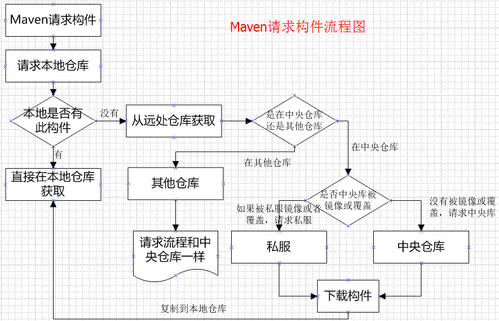 Maven请求构件
Maven请求构件流程图
请求本地仓库
本地是否有
此构件
没有
从远处仓库获取
是在中央仓库
还是其他仓库
有
在其他仓库
在中央仓库
直接在本地仓库
获取
其他仓库
是否中央库被
镜像或覆盖
如果被私服镜像或者
覆盖，请求私服
没有被镜像或覆
盖，请求中央库
请求流程和中
央仓库一样
私服
中央仓库
下载构件
复制到本地仓库